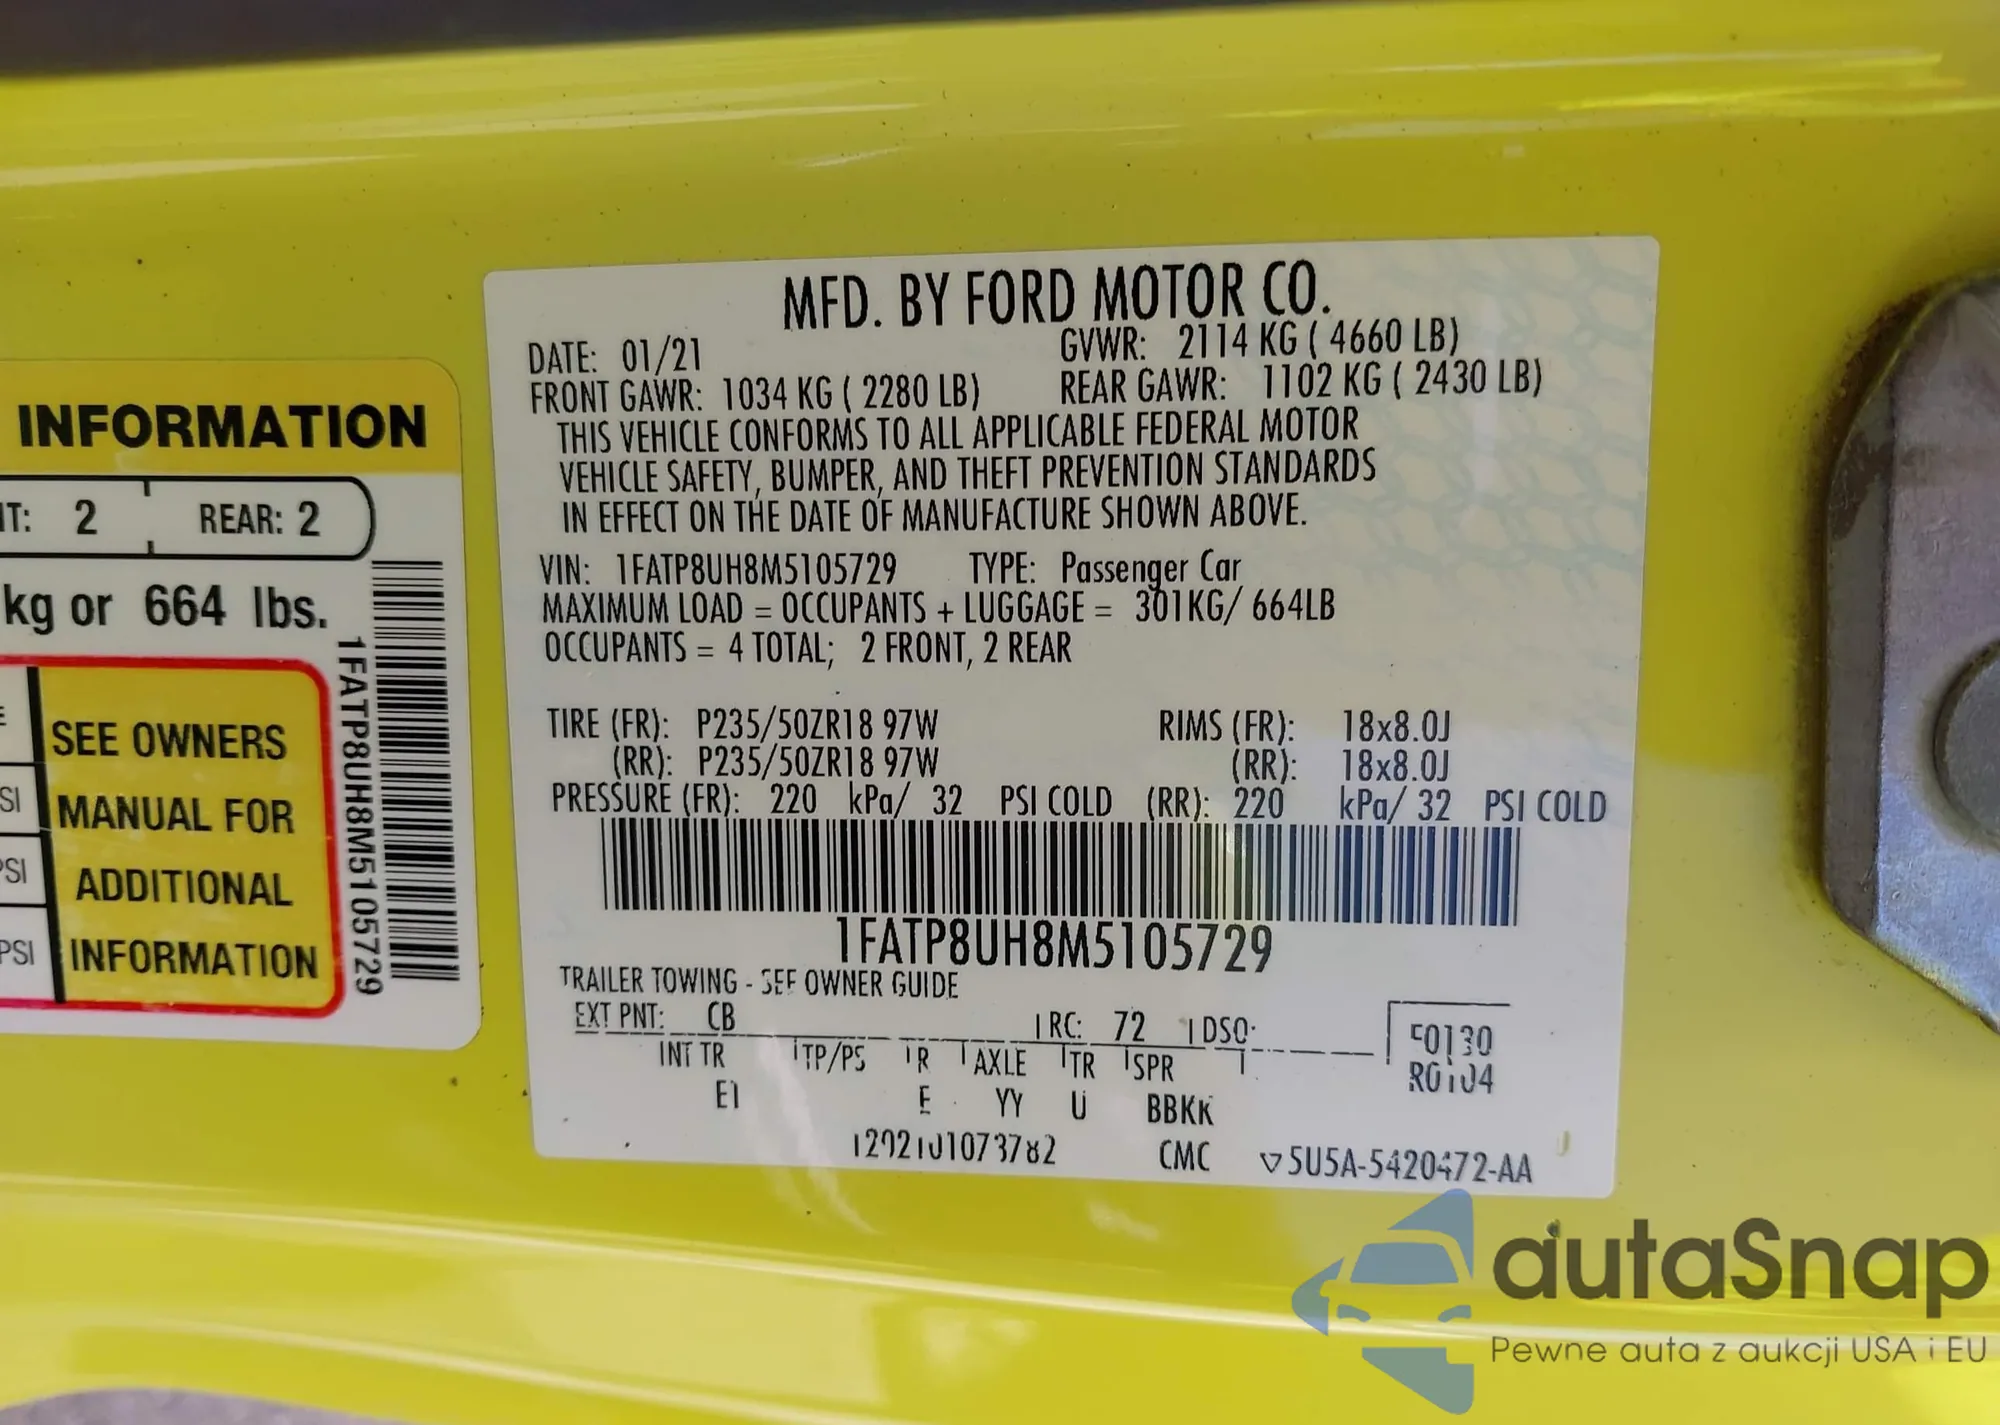 INFORMATION
IT: 2 REAR: 2
kg or 664 lbs.
SEE OWNERS
MANUAL FOR
ADDITIONAL
INFORMATION
SI
PSI
PSI
1FATP8UH8M5105729
MFD. BY FORD MOTOR CO.
DATE: 01/21 GVWR: 2114 KG ( 4660 LB)
FRONT GAWR: 1034 KG ( 2280 LB) REAR GAWR: 1102 KG ( 2430 LB)
THIS VEHICLE CONFORMS TO ALL APPLICABLE FEDERAL MOTOR
VEHICLE SAFETY, BUMPER, AND THEFT PREVENTION STANDARDS
IN EFFECT ON THE DATE OF MANUFACTURE SHOWN ABOVE.
VIN: 1FATP8UH8M5105729 TYPE: Passenger Car
MAXIMUM LOAD = OCCUPANTS + LUGGAGE = 301KG/ 664LB
OCCUPANTS = 4 TOTAL; 2 FRONT, 2 REAR
TIRE (FR): P235/50ZR18 97W RIMS (FR): 18x8.0J
(RR): P235/50ZR18 97W (RR): 18x8.0J
PRESSURE (FR): 220 kPa/ 32 PSI COLD (RR): 220 kPa/ 32 PSI COLD
1FATP8UH8M5105729
TRAILER TOWING - SEE OWNER GUIDE
EXT PNT: CB RC: 72 DSO:
INT TR TP/PS R AXLE TR SPR
E1 E YY U BBKK
CMC 5U5A-5420472-AA
autaSnap
Pewne auta z aukcji USA i EU